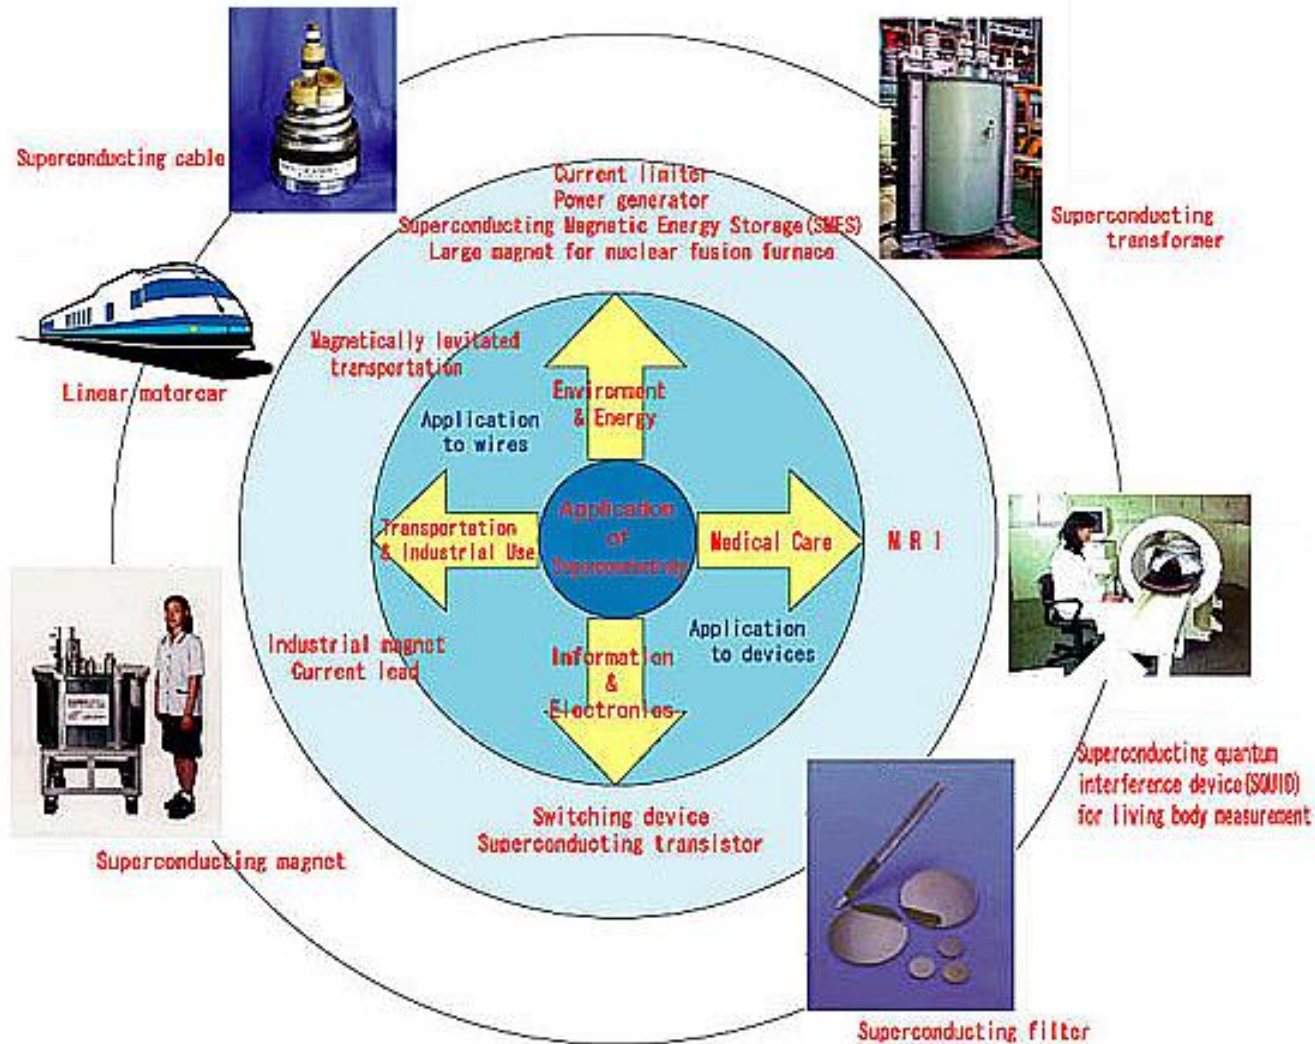 Superconducting cable
Superconducting
transformer
Current limiter
Power generator
Superconducting Magnetic Energy Storage(SMES)
Large magnet for nuclear fusion furnace
Linear motorcar
Magnetically levitated
transportation
Environment
& Energy
Application
to wires
Transportation
& Industrial Use
Application
of
Superconductivity
Medical Care
M R I
Industrial magnet
Current lead
Information
&
Electronics
Application
to devices
Superconducting quantum
interference device(SQUID)
for living body measurement
Switching device
Superconducting transistor
Superconducting magnet
Superconducting filter